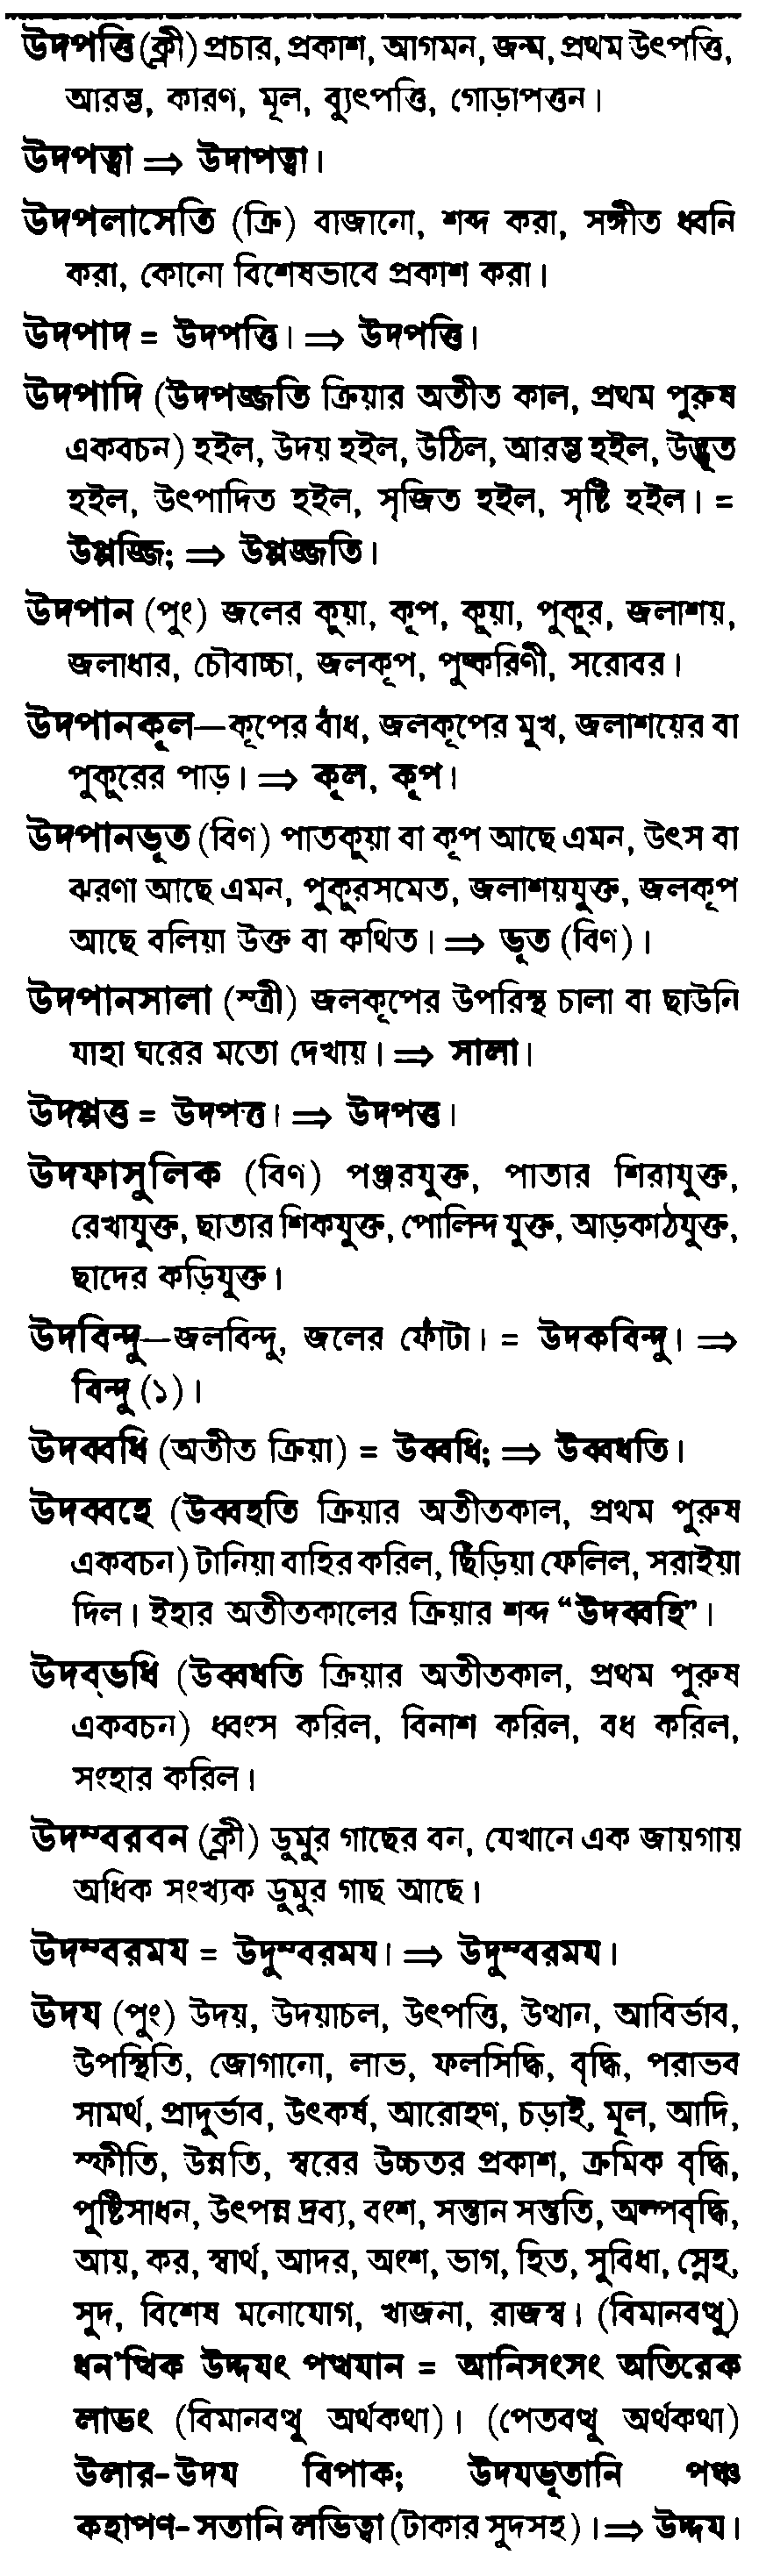 উদপত্তি (ক্লী) প্রচার, প্রকাশ, আগমন, জন্ম, প্রথম উৎপত্তি,
আরম্ভ, কারণ, মূল, ব্যুৎপত্তি, গোড়াপত্তন।
উদপত্বা ⇒ উদাপত্বা।
উদপলাসেতি (ক্রি) বাজানো, শব্দ করা, সঙ্গীত ধ্বনি
করা, কোনো বিশেষভাবে প্রকাশ করা।
উদপাদ = উদপত্তি। ⇒ উদপত্তি।
উদপাদি (উদপজ্জতি ক্রিয়ার অতীত কাল, প্রথম পুরুষ
একবচন) হইল, উদয় হইল, উঠিল, আরম্ভ হইল, উদ্ভূত
হইল, উৎপাদিত হইল, সৃজিত হইল, সৃষ্টি হইল। =
উপ্পজ্জি; ⇒ উপ্পজ্জতি।
উদপান (পুং) জলের কূয়া, কূপ, কূয়া, পুকুর, জলাশয়,
জলাধার, চৌবাচ্চা, জলকূপ, পুষ্করিণী, সরোবর।
উদপানকূল—কূপের বাঁধ, জলকূপের মুখ, জলাশয়ের বা
পুকুরের পাড়। ⇒ কূল, কূপ।
উদপানভূত (বিণ) পাতকূয়া বা কূপ আছে এমন, উৎস বা
ঝরণা আছে এমন, পুকুরসমেত, জলাশয়যুক্ত, জলকূপ
আছে বলিয়া উক্ত বা কথিত। ⇒ ভূত (বিণ)।
উদপানসালা (স্ত্রী) জলকূপের উপরিস্থ চালা বা ছাউনি
যাহা ঘরের মতো দেখায়। ⇒ সালা।
উদপ্পত্ত = উদপত্ত। ⇒ উদপত্ত।
উদফাসুলিক (বিণ) পঞ্জরযুক্ত, পাতার শিরাযুক্ত,
রেখাযুক্ত, ছাতার শিকযুক্ত, পোলিন্দ যুক্ত, আড়কাঠযুক্ত,
ছাদের কড়িযুক্ত।
উদবিন্দু—জলবিন্দু, জলের ফোঁটা। = উদকবিন্দু। ⇒
বিন্দু (১)।
উদব্বধি (অতীত ক্রিয়া) = উব্বধি; ⇒ উব্বধতি।
উদব্বহে (উব্বহতি ক্রিয়ার অতীতকাল, প্রথম পুরুষ
একবচন) টানিয়া বাহির করিল, ছিঁড়িয়া ফেলিল, সরাইয়া
দিল। ইহার অতীতকালের ক্রিয়ার শব্দ “উদব্বহি”।
উদব্‌ভধি (উব্বধতি ক্রিয়ার অতীতকাল, প্রথম পুরুষ
একবচন) ধ্বংস করিল, বিনাশ করিল, বধ করিল,
সংহার করিল।
উদম্বরবন (ক্লী) ডুমুর গাছের বন, যেখানে এক জায়গায়
অধিক সংখ্যক ডুমুর গাছ আছে।
উদম্বরময = উদুম্বরময। ⇒ উদুম্বরময।
উদয (পুং) উদয়, উদয়াচল, উৎপত্তি, উত্থান, আবির্ভাব,
উপস্থিতি, জোগানো, লাভ, ফলসিদ্ধি, বৃদ্ধি, পরাভব
সামর্থ, প্রাদুর্ভাব, উৎকর্ষ, আরোহণ, চড়াই, মূল, আদি,
স্ফীতি, উন্নতি, স্বরের উচ্চতর প্রকাশ, ক্রমিক বৃদ্ধি,
পুষ্টিসাধন, উৎপন্ন দ্রব্য, বংশ, সন্তান সন্ততি, অল্পবৃদ্ধি,
আয়, কর, স্বার্থ, আদর, অংশ, ভাগ, হিত, সুবিধা, স্নেহ,
সুদ, বিশেষ মনোযোগ, খাজনা, রাজস্ব। (বিমানবত্থু)
ধন’ত্থিক উদ্দযং পত্থযান = আনিসংসং অতিরেক
লাভং (বিমানবত্থু অর্থকথা)। (পেতবত্থু অর্থকথা)
উলার-উদয বিপাক; উদযভূতানি পঞ্চ
কহাপণ-সতানি লভিত্বা (টাকার সুদসহ)। ⇒ উদ্দয।